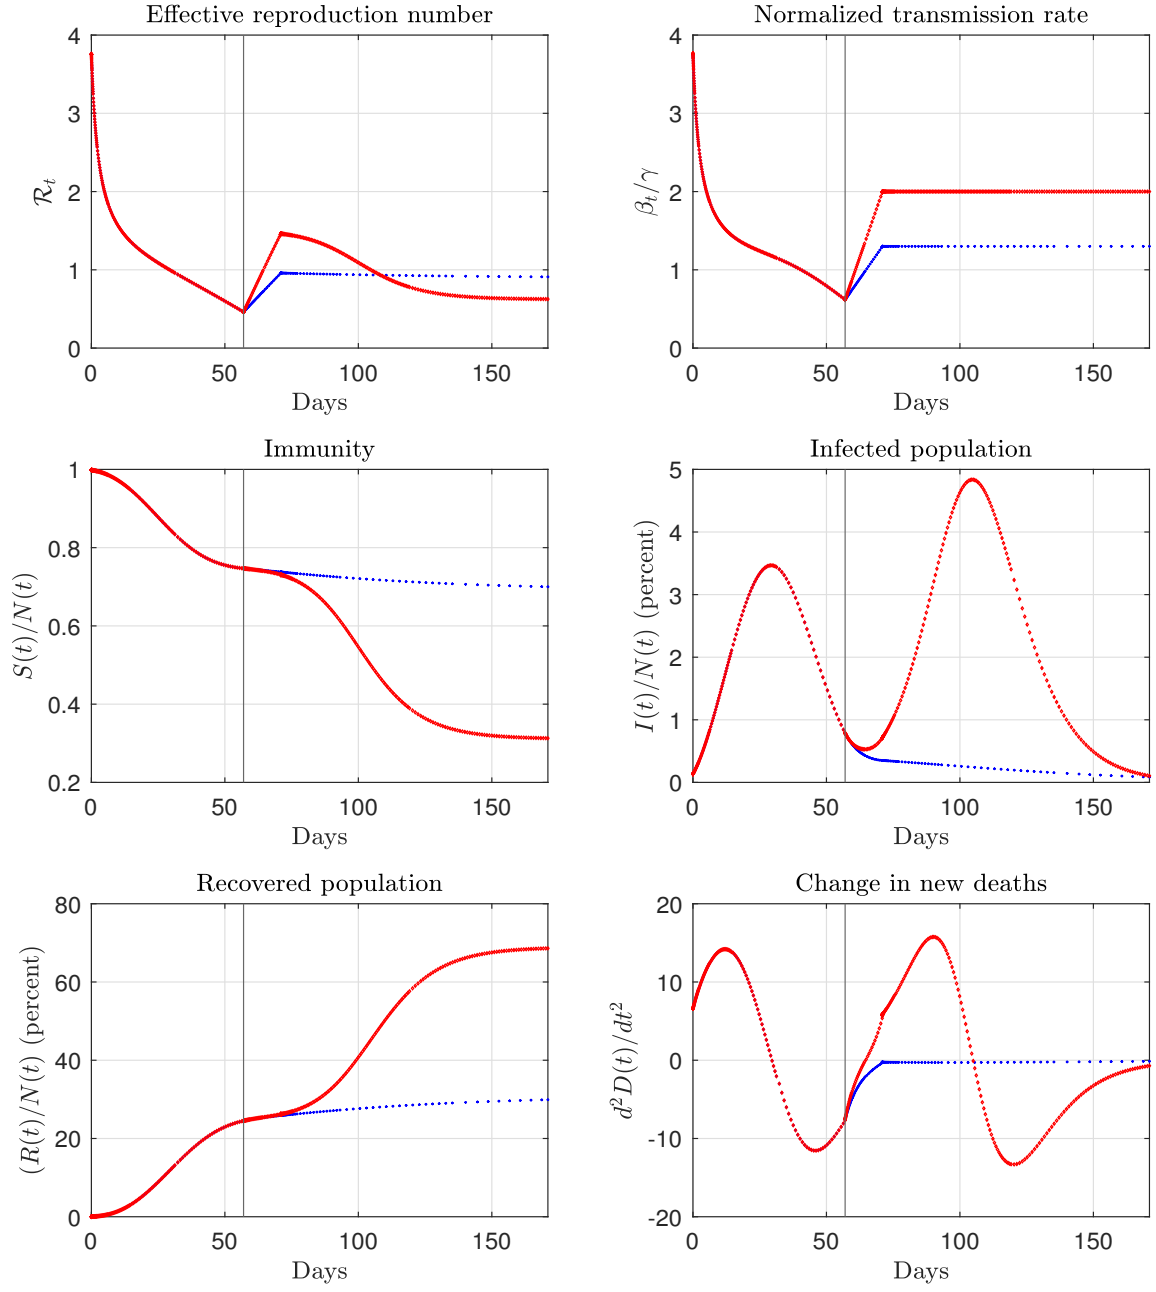 Effective reproduction number
4
3
2
1
0
ℛₜ
0 50 100 150
Days
Normalized transmission rate
4
3
2
1
0
βₜ/γ
0 50 100 150
Days
Immunity
1
0.8
0.6
0.4
0.2
S(t)/N(t)
0 50 100 150
Days
Infected population
5
4
3
2
1
0
I(t)/N(t) (percent)
0 50 100 150
Days
Recovered population
80
60
40
20
0
(R(t)/N(t) (percent)
0 50 100 150
Days
Change in new deaths
20
10
0
-10
-20
d²D(t)/dt²
0 50 100 150
Days